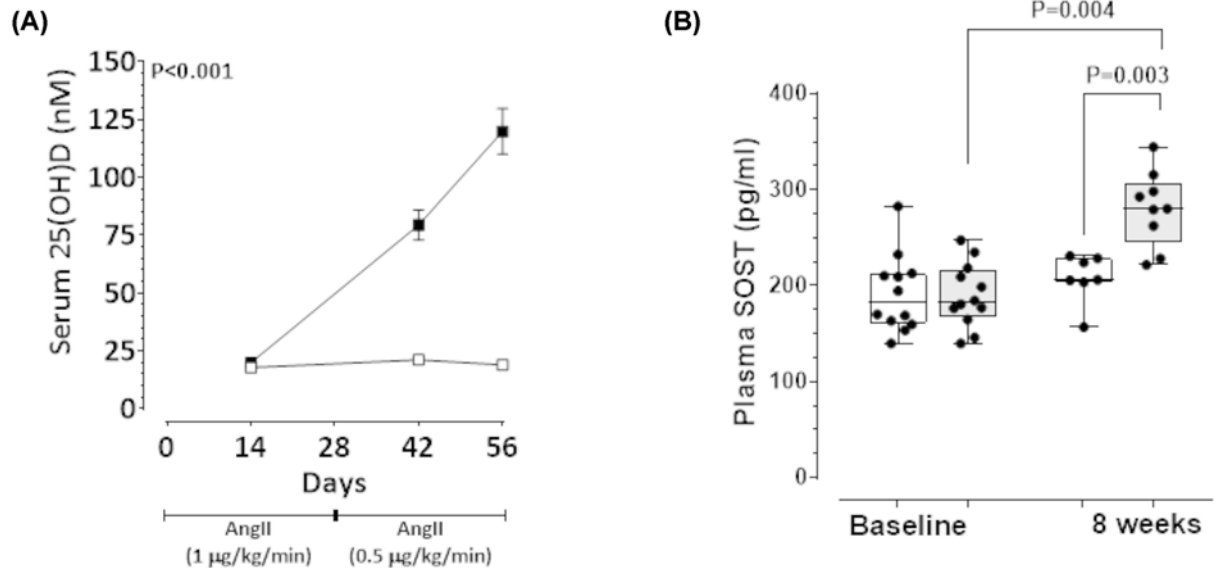 (A)
150
P<0.001
125
100
75
50
25
0
Serum 25(OH)D (nM)
0 14 28 42 56
Days
AngII AngII
(1 µg/kg/min) (0.5 µg/kg/min)
(B)
P=0.004
P=0.003
400
300
200
100
0
Plasma SOST (pg/ml)
Baseline 8 weeks